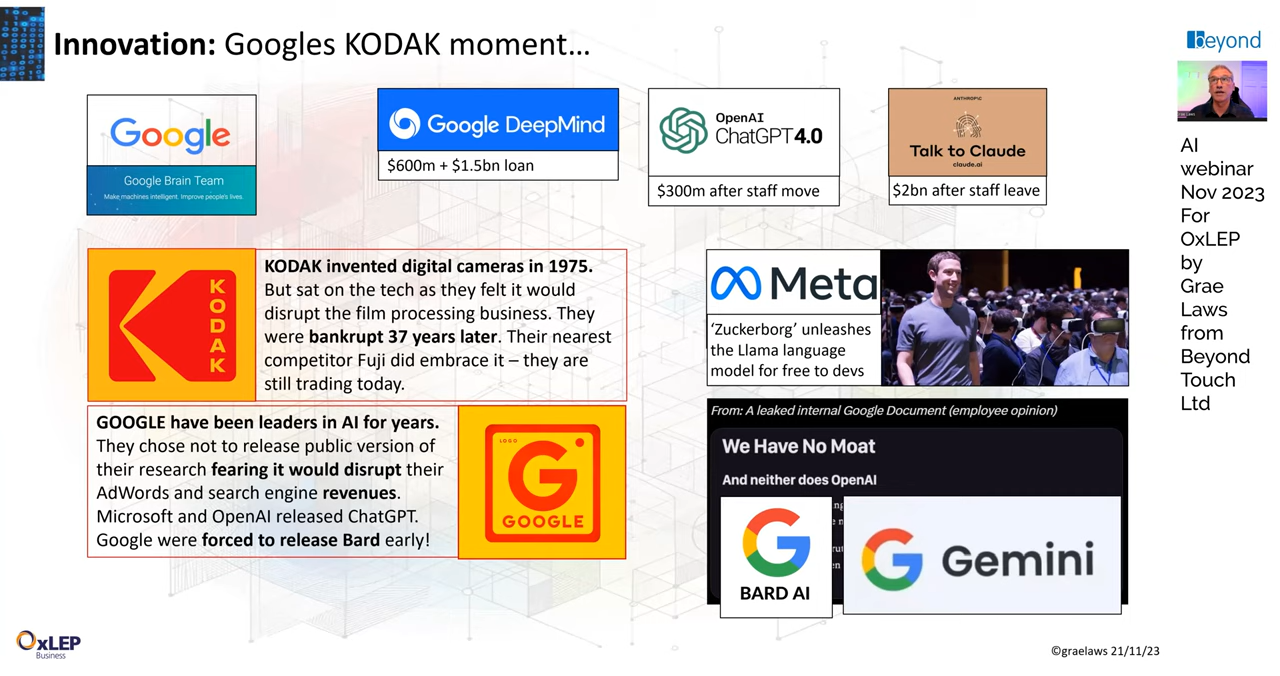 Innovation: Googles KODAK moment…
Beyond
Google
Google Brain Team
Make machines intelligent. Improve people's lives.
Google DeepMind
$600m + $1.5bn loan
OpenAI
ChatGPT 4.0
$300m after staff move
ANTHROP\C
Talk to Claude
claude.ai
$2bn after staff leave
KODAK
KODAK invented digital cameras in 1975.
But sat on the tech as they felt it would
disrupt the film processing business. They
were bankrupt 37 years later. Their nearest
competitor Fuji did embrace it – they are
still trading today.
GOOGLE have been leaders in AI for years.
They chose not to release public version of
their research fearing it would disrupt their
AdWords and search engine revenues.
Microsoft and OpenAI released ChatGPT.
Google were forced to release Bard early!
LOGO
GOOGLE
Meta
‘Zuckerborg’ unleashes
the Llama language
model for free to devs
From: A leaked internal Google Document (employee opinion)
We Have No Moat
And neither does OpenAI
BARD AI
Gemini
AI
webinar
Nov 2023
For
OxLEP
by
Grae
Laws
from
Beyond
Touch
Ltd
OxLEP
Business
©graelaws 21/11/23